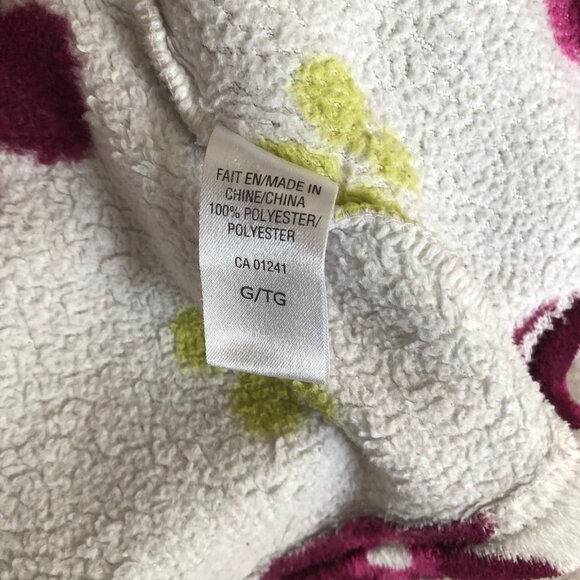 FAIT EN/MADE IN
CHINE/CHINA
100% POLYESTER/
POLYESTER
CA 01241
G/TG